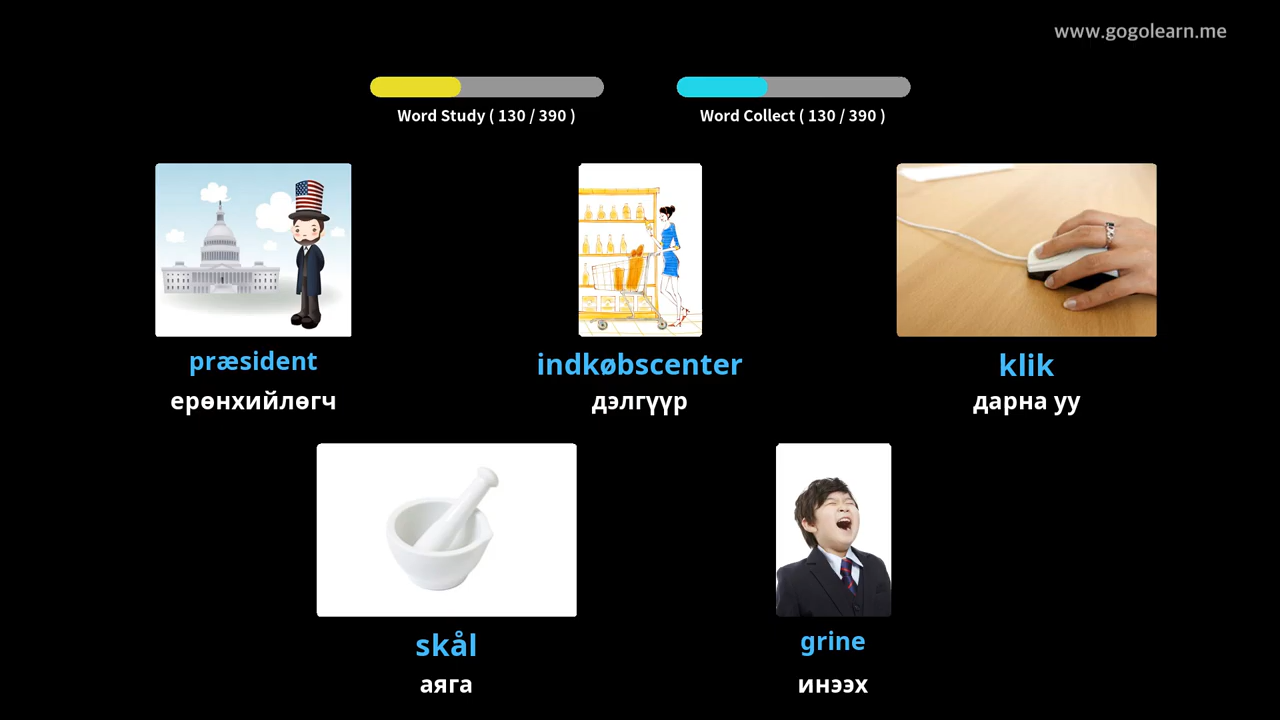 www.gogolearn.me
Word Study ( 130 / 390 )
Word Collect ( 130 / 390 )
præsident
indkøbscenter
klik
ерөнхийлөгч
дэлгүүр
дарна уу
skål
grine
аяга
инээх